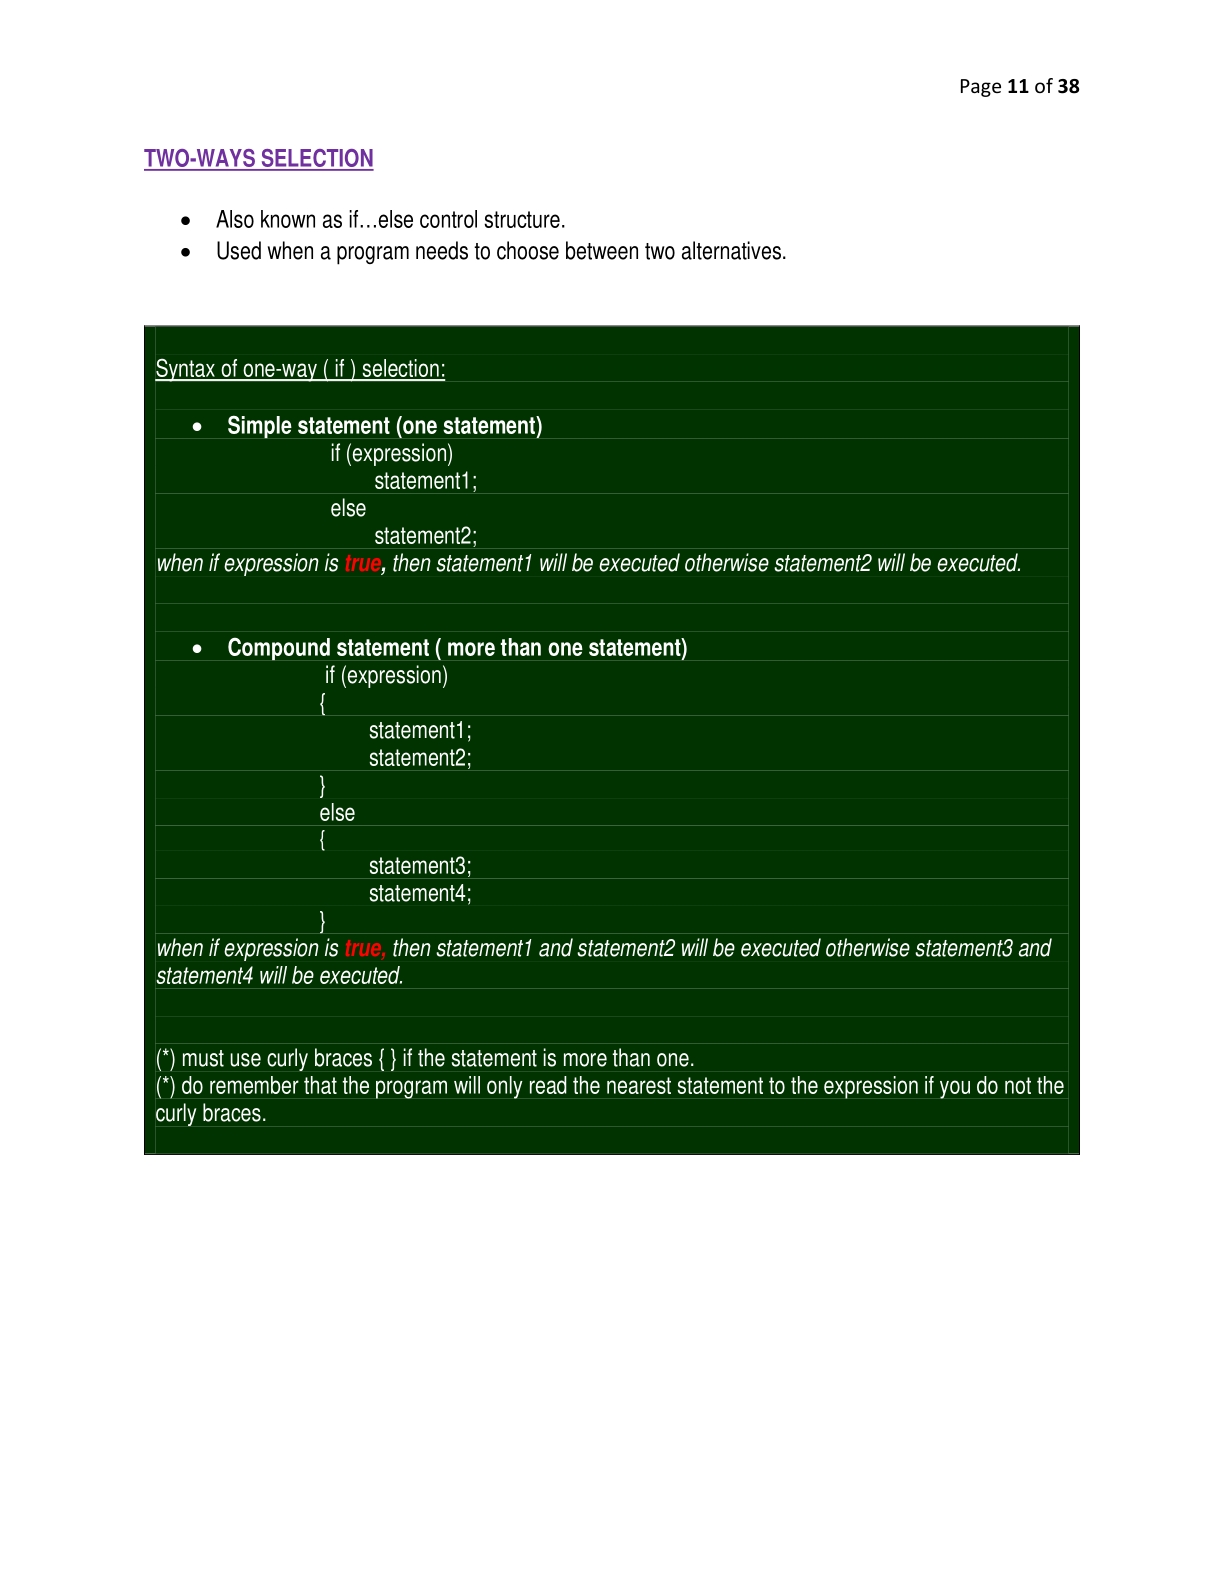 Page 11 of 38
TWO-WAYS SELECTION
• Also known as if…else control structure.
• Used when a program needs to choose between two alternatives.
Syntax of one-way ( if ) selection:
• Simple statement (one statement)
if (expression)
statement1;
else
statement2;
when if expression is true, then statement1 will be executed otherwise statement2 will be executed.
• Compound statement ( more than one statement)
if (expression)
{
statement1;
statement2;
}
else
{
statement3;
statement4;
}
when if expression is true, then statement1 and statement2 will be executed otherwise statement3 and
statement4 will be executed.
(*) must use curly braces { } if the statement is more than one.
(*) do remember that the program will only read the nearest statement to the expression if you do not the
curly braces.